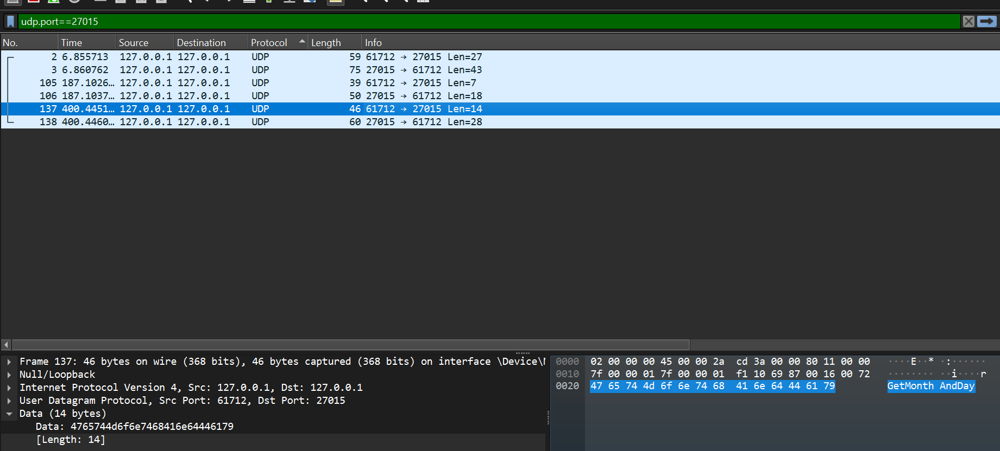 udp.port==27015
No. Time Source Destination Protocol Length Info
2 6.855713 127.0.0.1 127.0.0.1 UDP 59 61712 → 27015 Len=27
3 6.860762 127.0.0.1 127.0.0.1 UDP 75 27015 → 61712 Len=43
105 187.1026… 127.0.0.1 127.0.0.1 UDP 39 61712 → 27015 Len=7
106 187.1037… 127.0.0.1 127.0.0.1 UDP 50 27015 → 61712 Len=18
137 400.4451… 127.0.0.1 127.0.0.1 UDP 46 61712 → 27015 Len=14
138 400.4460… 127.0.0.1 127.0.0.1 UDP 60 27015 → 61712 Len=28
Frame 137: 46 bytes on wire (368 bits), 46 bytes captured (368 bits) on interface \Device\N
Null/Loopback
Internet Protocol Version 4, Src: 127.0.0.1, Dst: 127.0.0.1
User Datagram Protocol, Src Port: 61712, Dst Port: 27015
Data (14 bytes)
Data: 4765744d6f6e7468416e64446179
[Length: 14]
0000 02 00 00 00 45 00 00 2a cd 3a 00 00 80 11 00 00 ····E··* ·:······
0010 7f 00 00 01 7f 00 00 01 f1 10 69 87 00 16 00 72 ········ ··i····r
0020 47 65 74 4d 6f 6e 74 68 41 6e 64 44 61 79 GetMonth AndDay